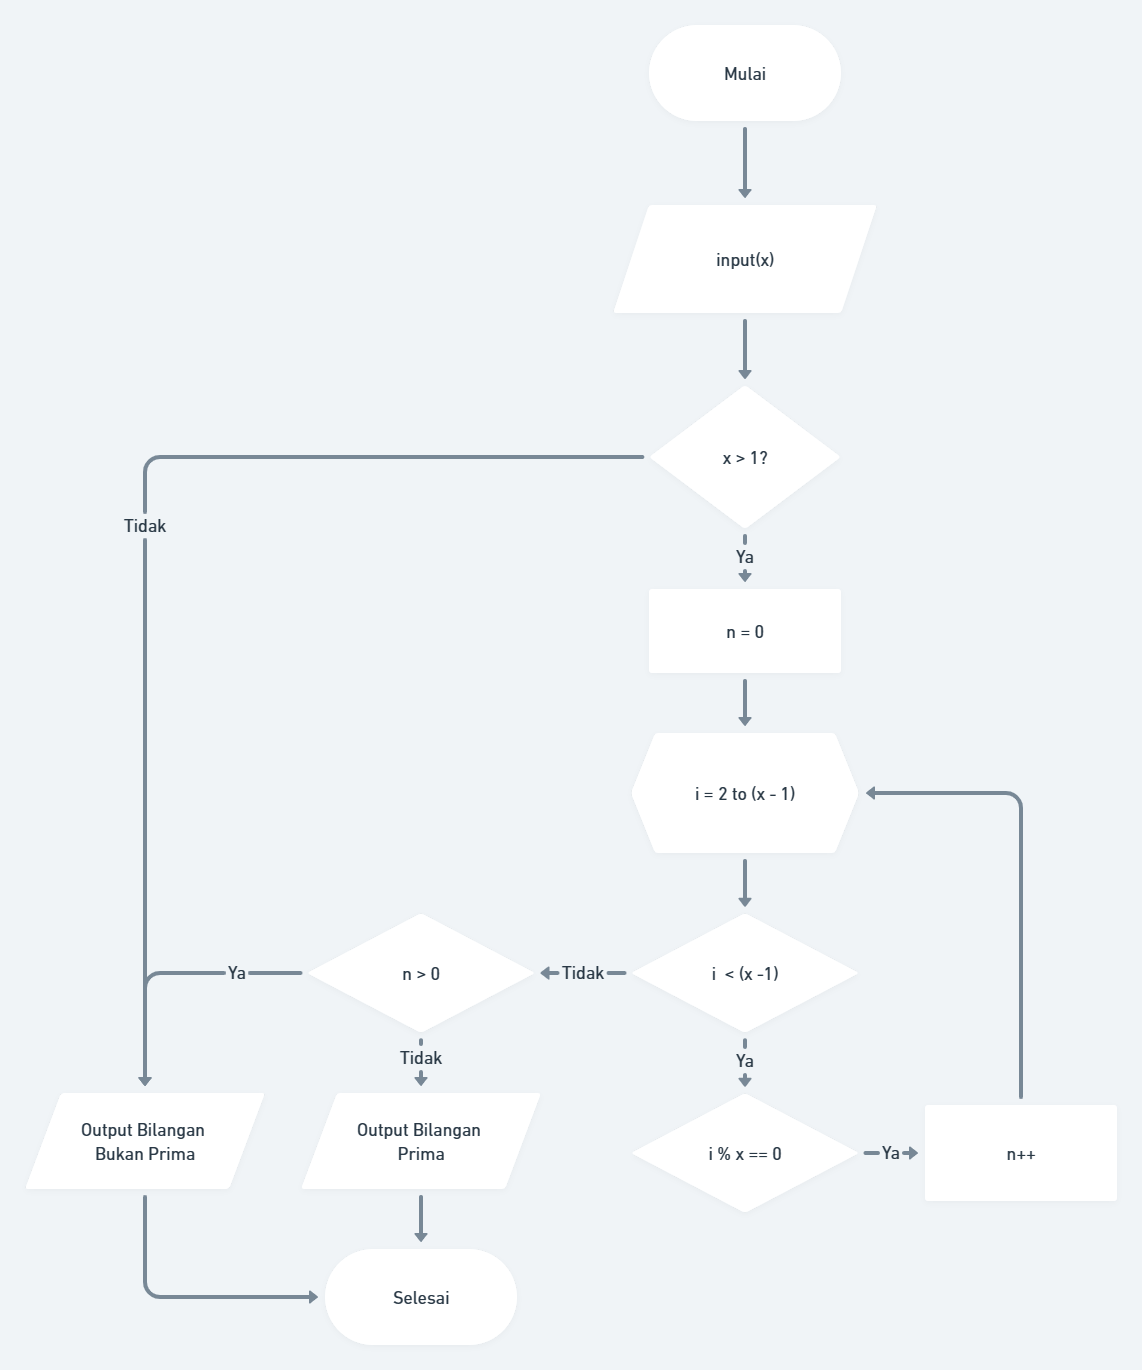 Mulai
input(x)
x > 1?
Tidak
Ya
n = 0
i = 2 to (x - 1)
n > 0
Ya
Tidak
i < (x -1)
Tidak
Ya
Output Bilangan
Bukan Prima
Output Bilangan
Prima
i % x == 0
Ya
n++
Selesai